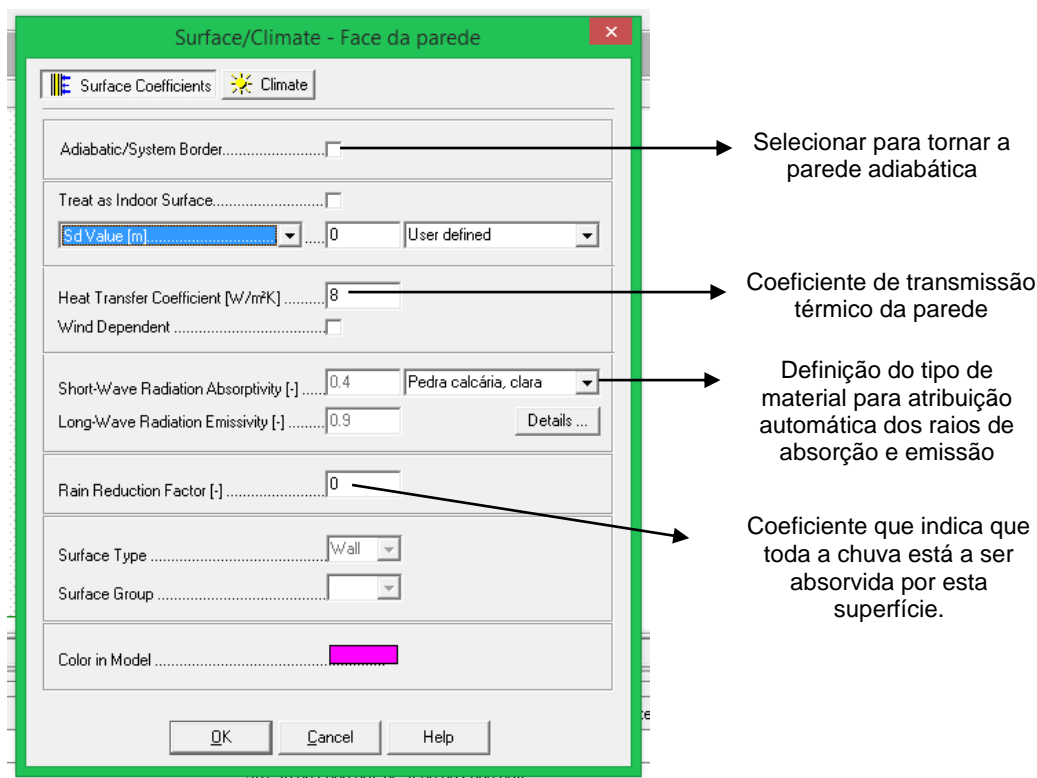 Surface/Climate - Face da parede
Surface Coefficients
Climate
Adiabatic/System Border
Selecionar para tornar a
parede adiabática
Treat as Indoor Surface
Sd Value [m]
0
User defined
Heat Transfer Coefficient [W/m²K]
8
Coeficiente de transmissão
térmico da parede
Wind Dependent
Short-Wave Radiation Absorptivity [-]
0.4
Pedra calcária, clara
Long-Wave Radiation Emissivity [-]
0.9
Details ...
Definição do tipo de
material para atribuição
automática dos raios de
absorção e emissão
Rain Reduction Factor [-]
0
Coeficiente que indica que
toda a chuva está a ser
absorvida por esta
superfície.
Surface Type
Wall
Surface Group
Color in Model
OK
Cancel
Help